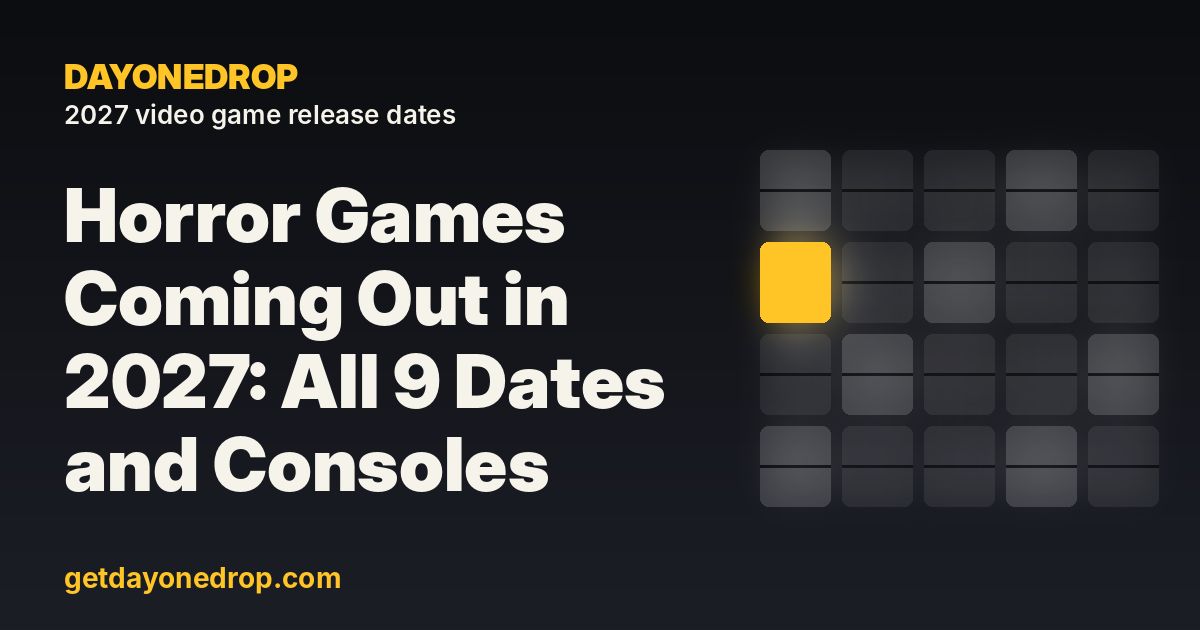 DAYONEDROP
2027 video game release dates
Horror Games
Coming Out in
2027: All 9 Dates
and Consoles
getdayonedrop.com